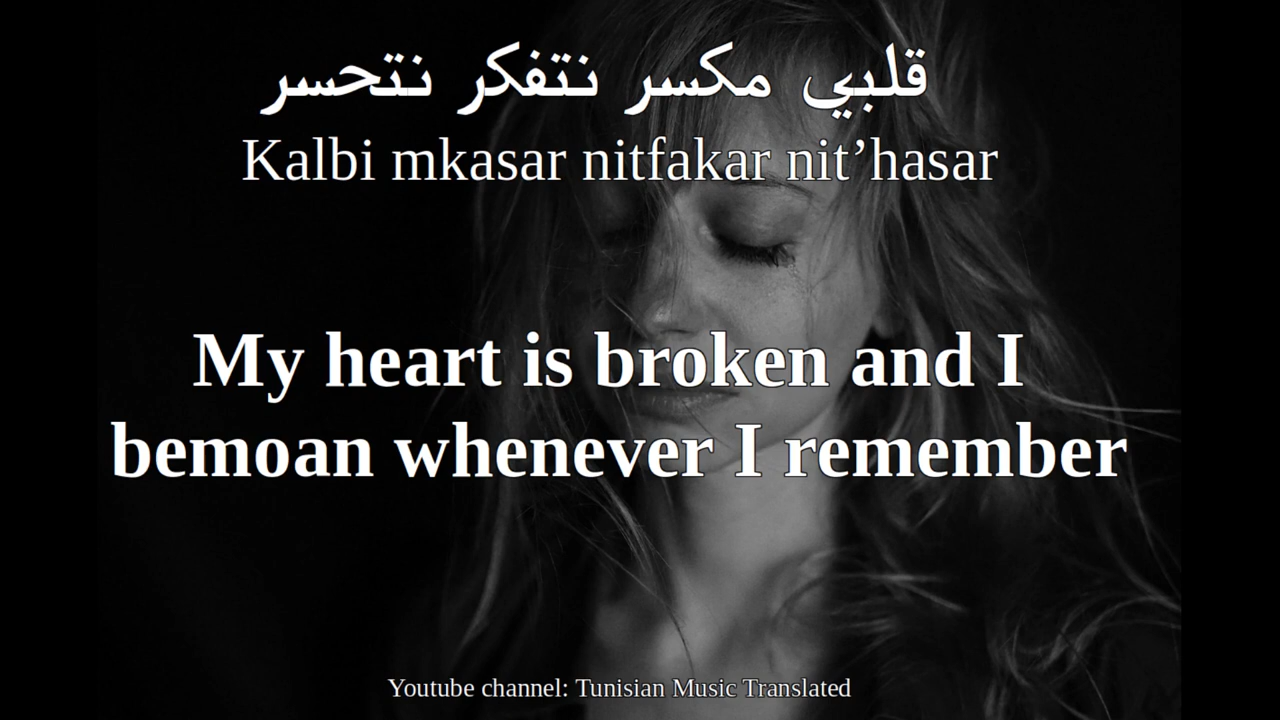 قلبي مكسر نتفكر نتحسر
Kalbi mkasar nitfakar nit’hasar
My heart is broken and I
bemoan whenever I remember
Youtube channel: Tunisian Music Translated